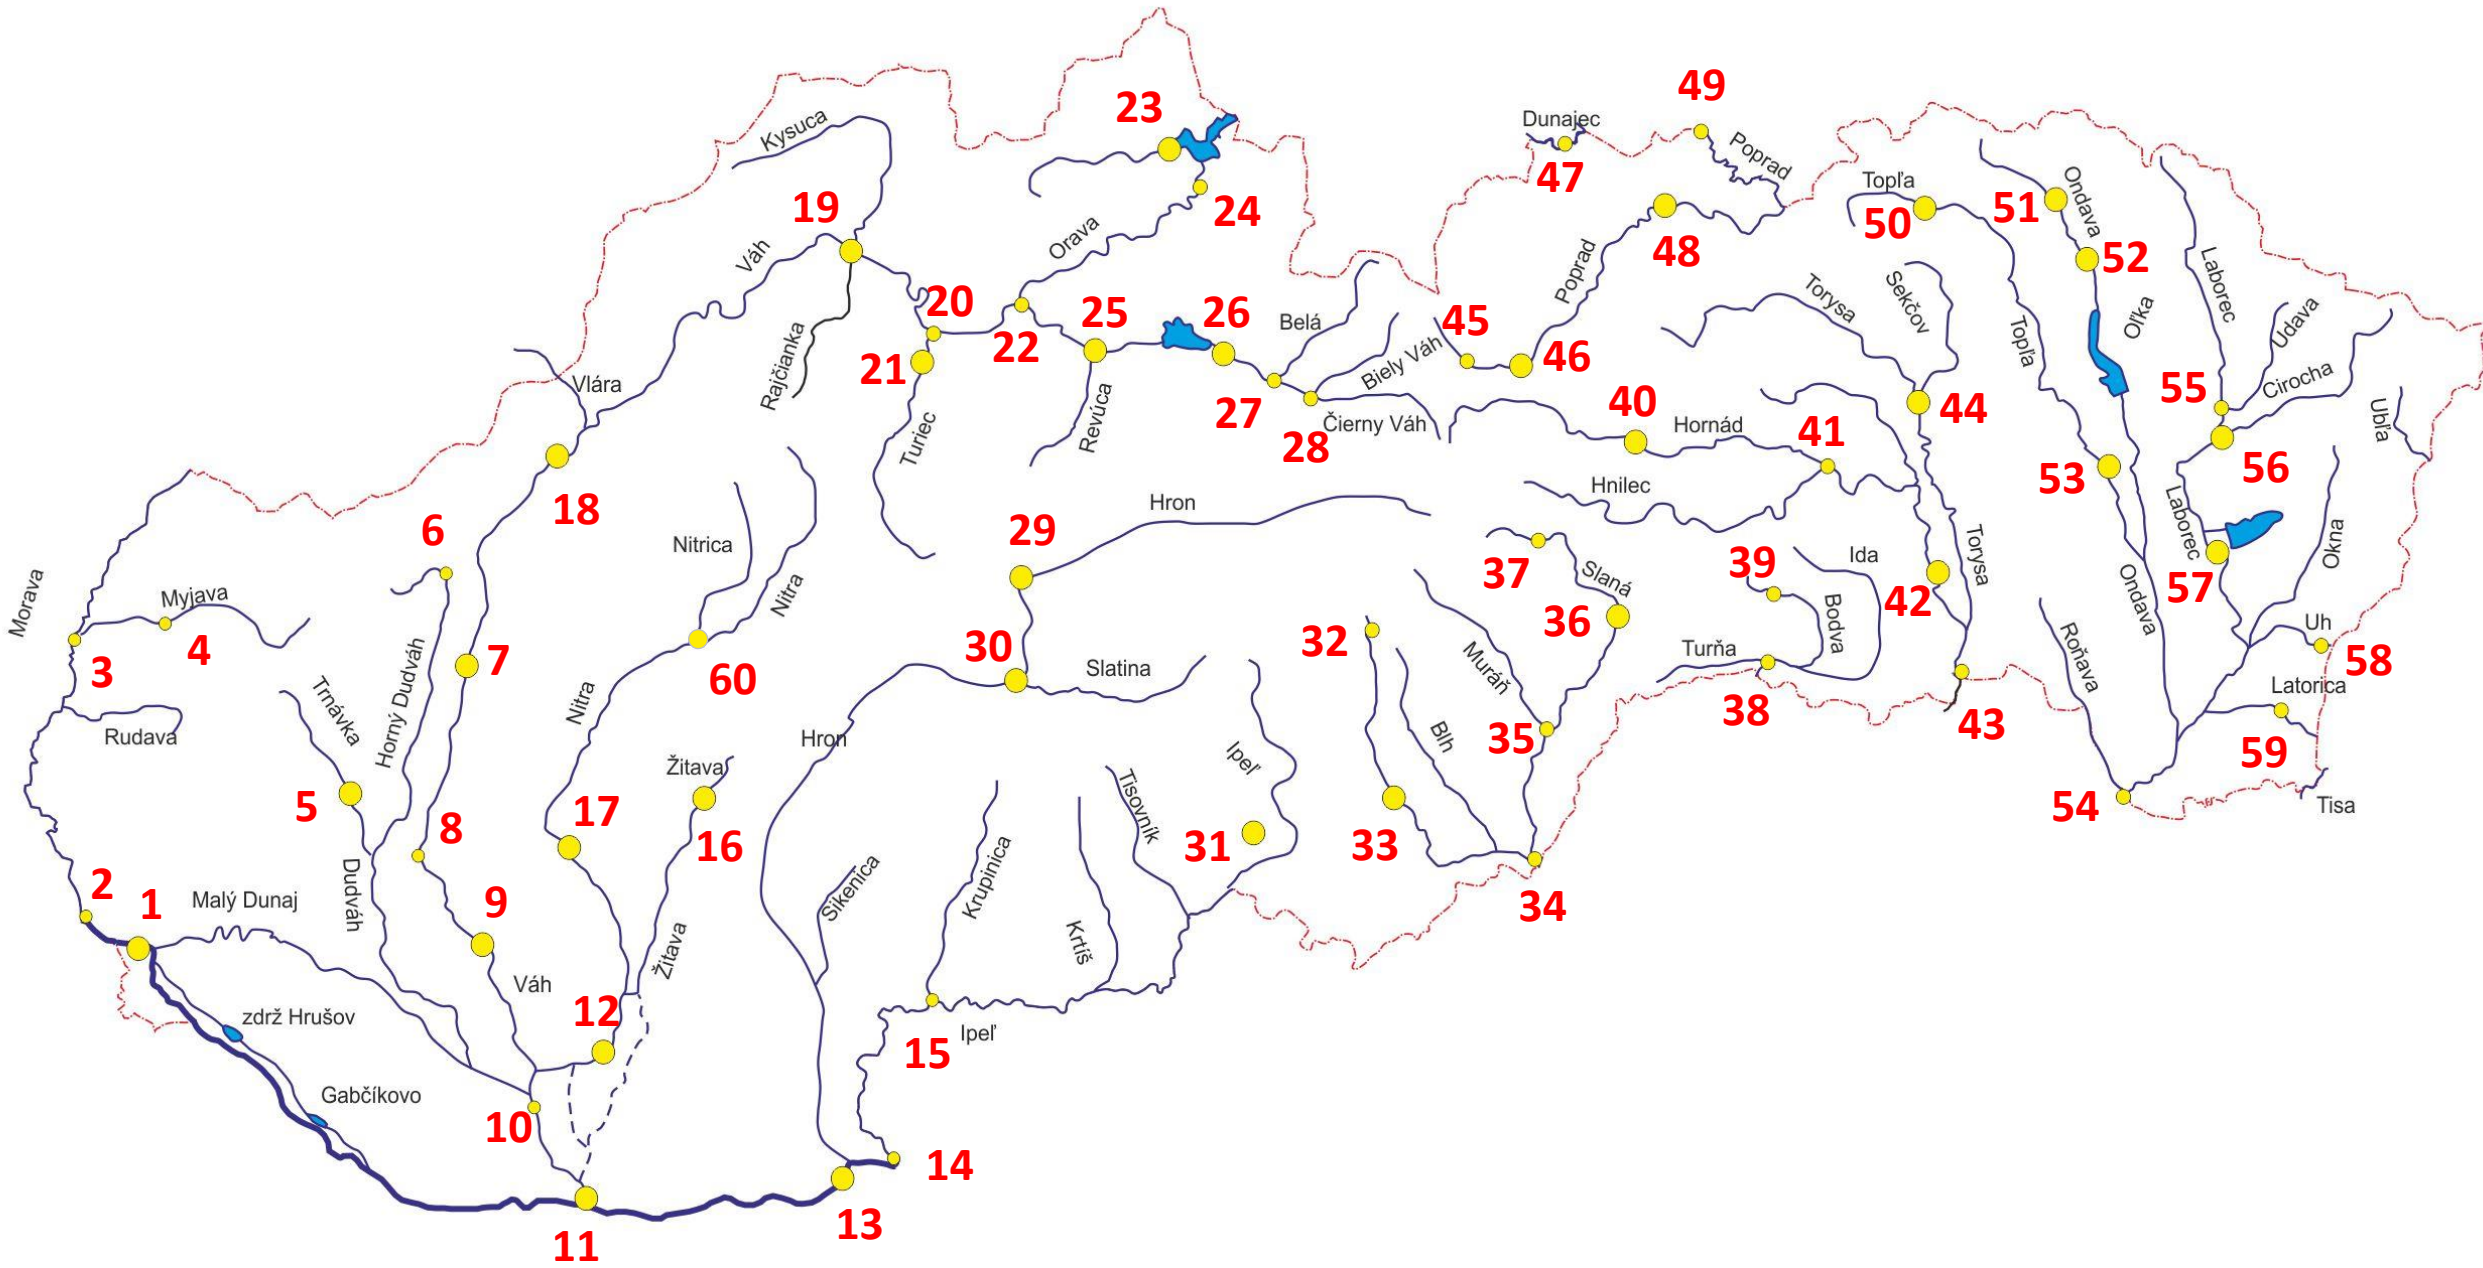 49
23
Dunajec
Kysuca
Poprad
47
Topľa
Ondava
19
24
50
51
Orava
48
52
Váh
Poprad
Laborec
20
25
26
Torysa
Sekčov
Oľka
Udava
Belá
45
22
Biely Váh
46
Topľa
21
Rajčianka
Vlára
55
Cirocha
27
40
44
Čierny Váh
Hornád
41
Ubľa
Turiec
Revúca
28
53
56
18
Hnilec
Hron
6
29
Laborec
Okna
Nitrica
Torysa
Ida
39
37
Slaná
57
Morava
Myjava
Nitra
42
Bodva
Ondava
4
36
Uh
3
7
30
32
58
60
Slatina
Turňa
Muráň
Roňava
Horný Dudváh
Trnávka
Nitra
Latorica
38
43
Rudava
Hron
35
Blh
59
Ipeľ
Žitava
5
17
54
Tisa
Tisovník
8
16
31
33
2
1
Dudváh
Malý Dunaj
9
Sikenica
Krupinica
34
Krtíš
Žitava
Váh
12
zdrž Hrušov
15
Ipeľ
Gabčíkovo
10
14
13
11